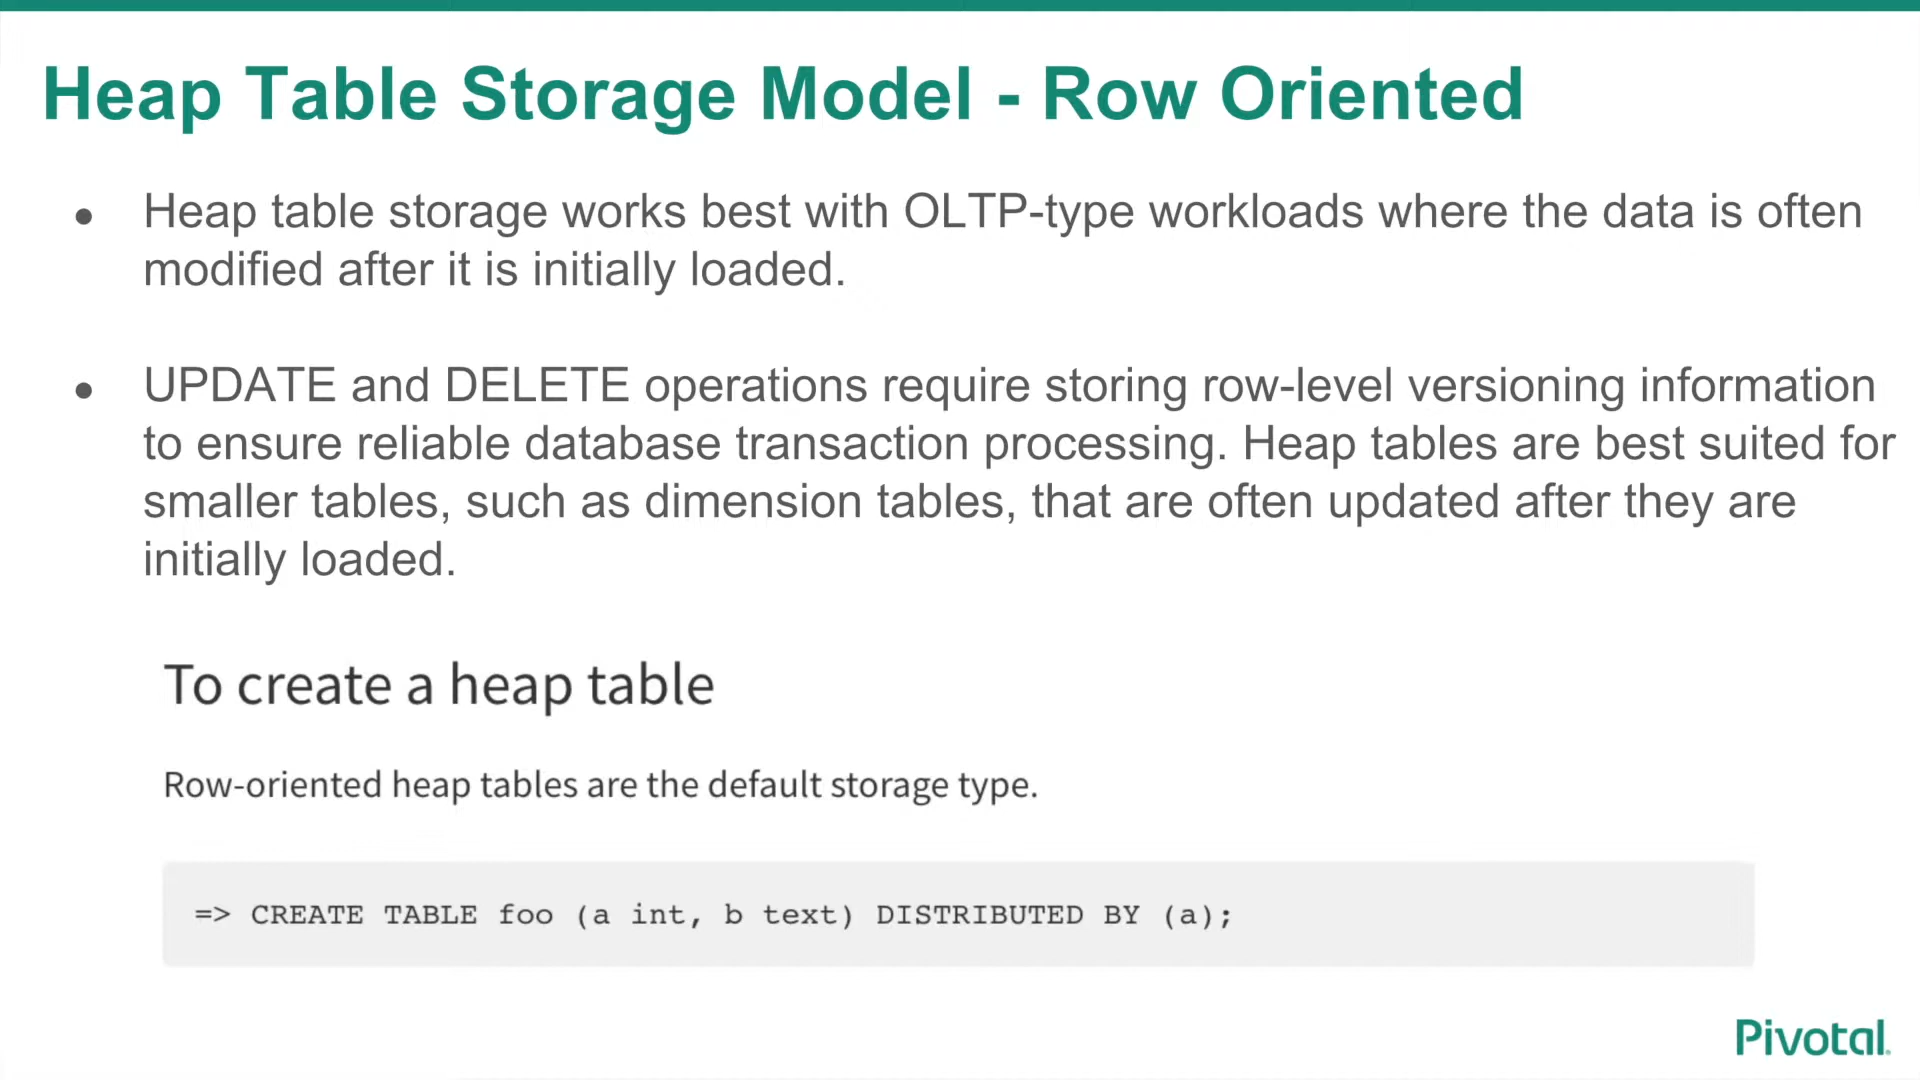 Heap Table Storage Model - Row Oriented
● Heap table storage works best with OLTP-type workloads where the data is often
modified after it is initially loaded.
● UPDATE and DELETE operations require storing row-level versioning information
to ensure reliable database transaction processing. Heap tables are best suited for
smaller tables, such as dimension tables, that are often updated after they are
initially loaded.
To create a heap table
Row-oriented heap tables are the default storage type.
=> CREATE TABLE foo (a int, b text) DISTRIBUTED BY (a);
Pivotal.